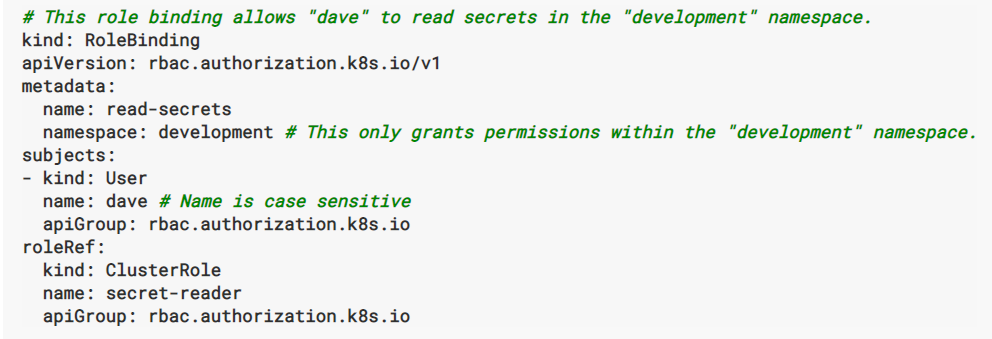 # This role binding allows "dave" to read secrets in the "development" namespace.
kind: RoleBinding
apiVersion: rbac.authorization.k8s.io/v1
metadata:
  name: read-secrets
  namespace: development # This only grants permissions within the "development" namespace.
subjects:
- kind: User
  name: dave # Name is case sensitive
  apiGroup: rbac.authorization.k8s.io
roleRef:
  kind: ClusterRole
  name: secret-reader
  apiGroup: rbac.authorization.k8s.io